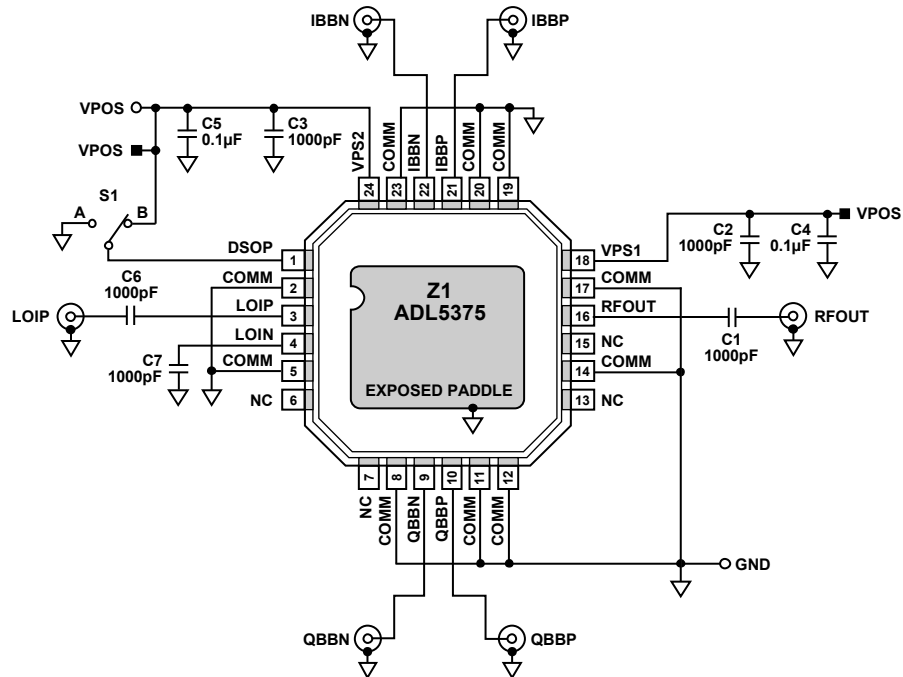 IBBN
IBBP
VPOS
C5
0.1µF
C3
1000pF
VPOS
S1
A
B
VPS2
COMM
IBBN
IBBP
COMM
COMM
24
23
22
21
20
19
VPOS
C2
1000pF
C4
0.1µF
DSOP
1
18
VPS1
COMM
2
17
COMM
C6
1000pF
LOIP
LOIP
3
16
RFOUT
RFOUT
C1
1000pF
LOIN
4
15
NC
C7
1000pF
COMM
5
14
COMM
NC
6
13
NC
Z1
ADL5375
EXPOSED PADDLE
7
8
9
10
11
12
NC
COMM
QBBN
QBBP
COMM
COMM
GND
QBBN
QBBP